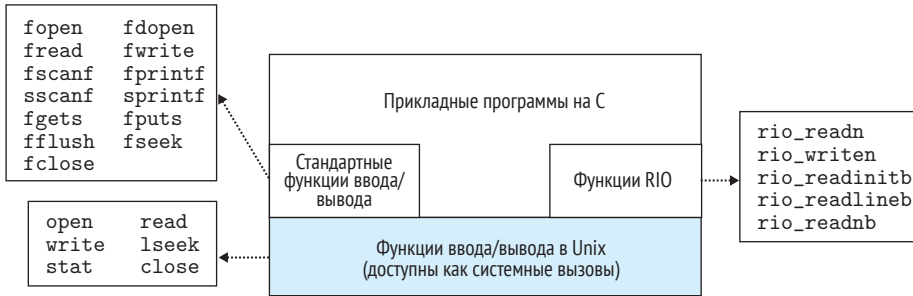 fopen fdopen
fread fwrite
fscanf fprintf
sscanf sprintf
fgets fputs
fflush fseek
fclose
Прикладные программы на C
Стандартные
функции ввода/
вывода
Функции RIO
rio_readn
rio_writen
rio_readinitb
rio_readlineb
rio_readnb
open read
write lseek
stat close
Функции ввода/вывода в Unix
(доступны как системные вызовы)